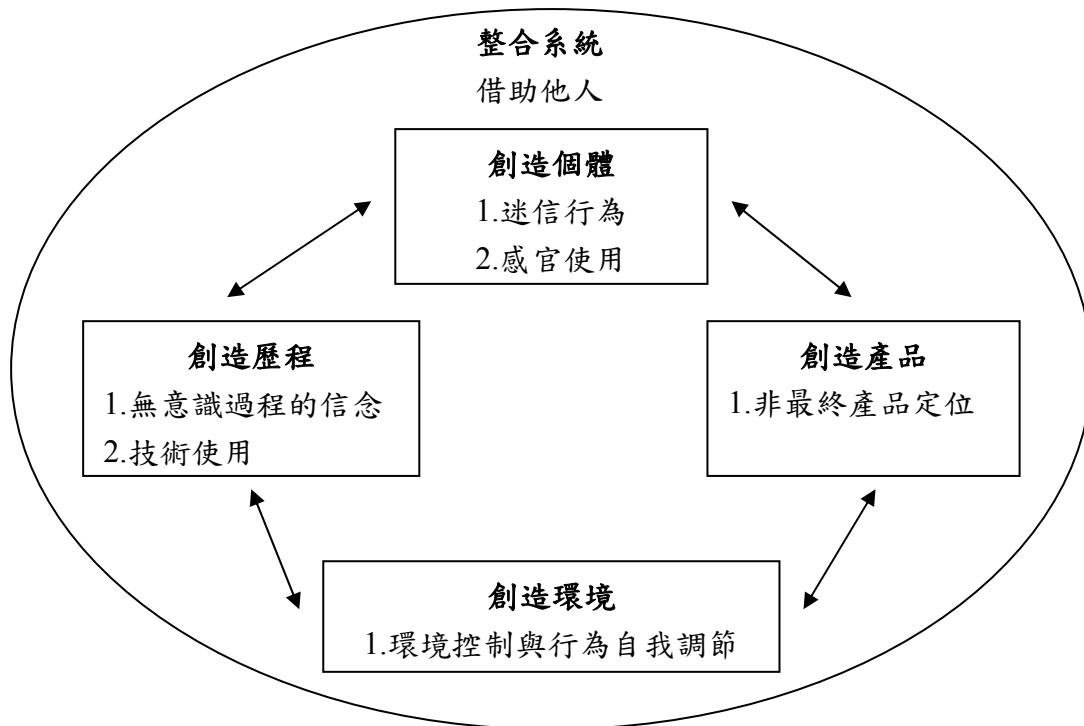 整合系統
借助他人
創造個體
1.迷信行為
2.感官使用
創造歷程
1.無意識過程的信念
2.技術使用
創造產品
1.非最終產品定位
創造環境
1.環境控制與行為自我調節